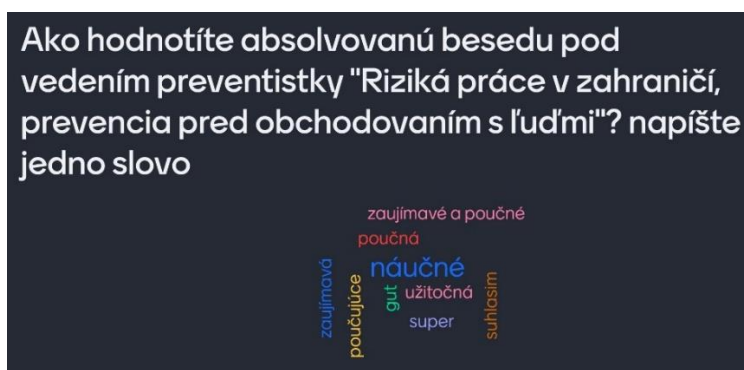 Ako hodnotíte absolvovanú besedu pod
vedením preventistky "Riziká práce v zahraničí,
prevencia pred obchodovaním s ľuďmi"? napíšte
jedno slovo
zaujímavé a poučné
poučná
náučné
zaujímavá
poučujúce
gut
užitočná
suhlasim
super